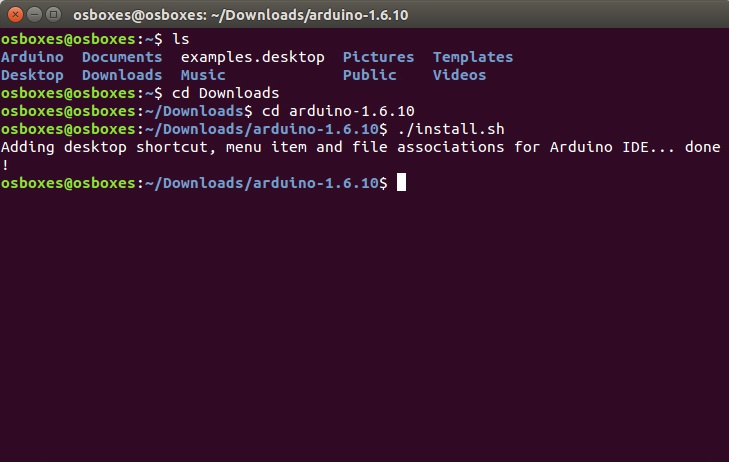 osboxes@osboxes: ~/Downloads/arduino-1.6.10
osboxes@osboxes:~$ ls
Arduino  Documents  examples.desktop  Pictures  Templates
Desktop  Downloads  Music             Public    Videos
osboxes@osboxes:~$ cd Downloads
osboxes@osboxes:~/Downloads$ cd arduino-1.6.10
osboxes@osboxes:~/Downloads/arduino-1.6.10$ ./install.sh
Adding desktop shortcut, menu item and file associations for Arduino IDE... done
!
osboxes@osboxes:~/Downloads/arduino-1.6.10$